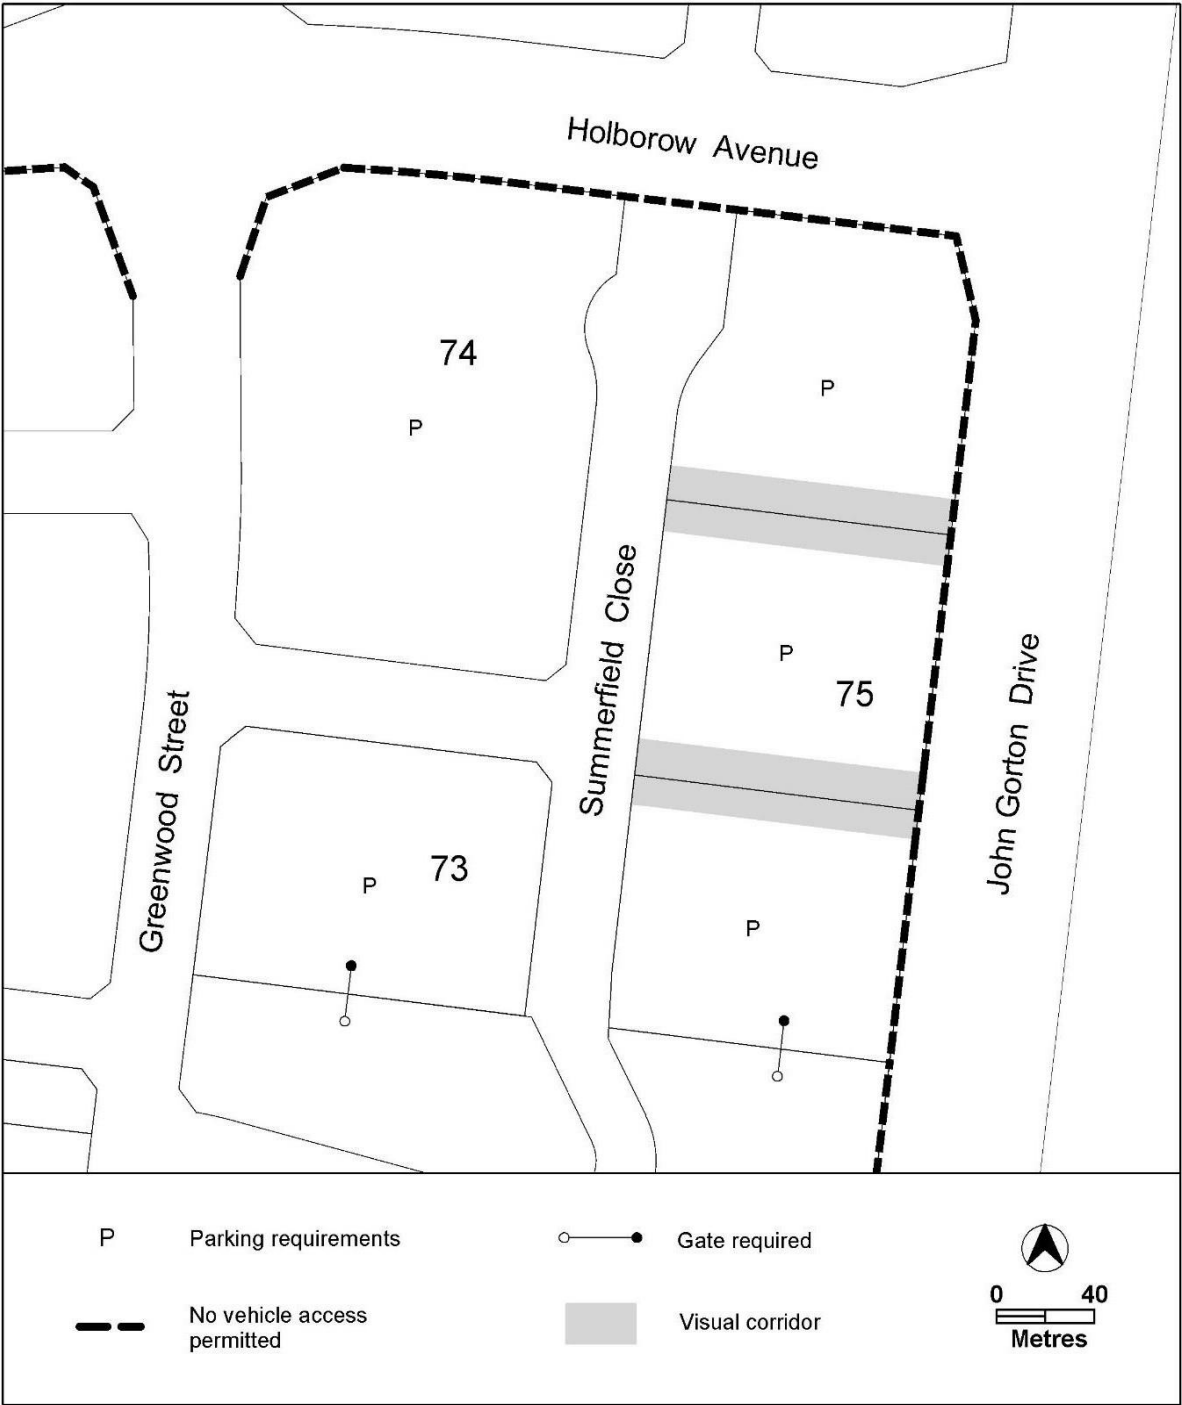 Holborow Avenue
74
P
P
Summerfield Close
P
75
John Gorton Drive
Greenwood Street
73
P
P
P Parking requirements
Gate required
No vehicle access
permitted
Visual corridor
0 40
Metres